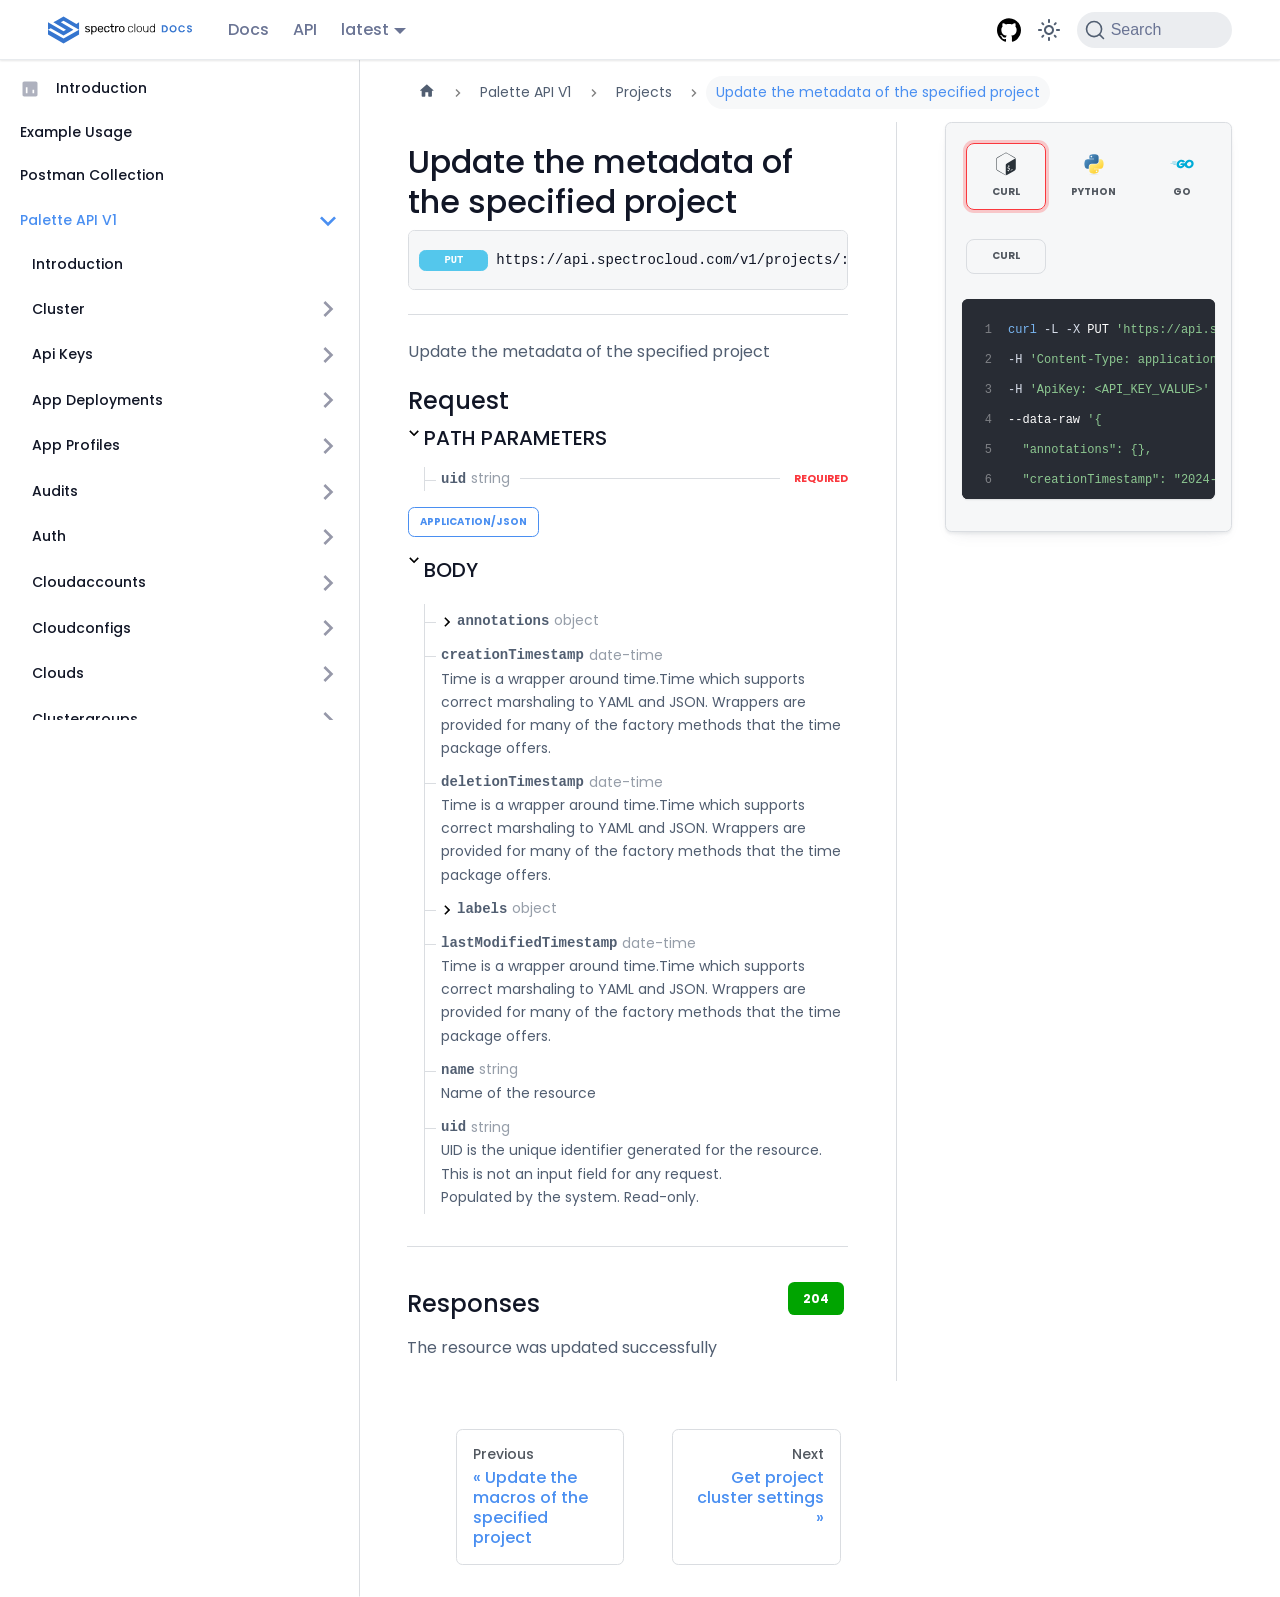 spectro cloud DOCS
Docs
API
latest
Search
Introduction
Example Usage
Postman Collection
Palette API V1
Introduction
Cluster
Api Keys
App Deployments
App Profiles
Audits
Auth
Cloudaccounts
Cloudconfigs
Clouds
Clustergroups
Palette API V1
Projects
Update the metadata of the specified project
Update the metadata of
the specified project
PUT https://api.spectrocloud.com/v1/projects/:
Update the metadata of the specified project
Request
PATH PARAMETERS
uid string REQUIRED
APPLICATION/JSON
BODY
annotations object
creationTimestamp date-time
Time is a wrapper around time.Time which supports
correct marshaling to YAML and JSON. Wrappers are
provided for many of the factory methods that the time
package offers.
deletionTimestamp date-time
Time is a wrapper around time.Time which supports
correct marshaling to YAML and JSON. Wrappers are
provided for many of the factory methods that the time
package offers.
labels object
lastModifiedTimestamp date-time
Time is a wrapper around time.Time which supports
correct marshaling to YAML and JSON. Wrappers are
provided for many of the factory methods that the time
package offers.
name string
Name of the resource
uid string
UID is the unique identifier generated for the resource.
This is not an input field for any request.
Populated by the system. Read-only.
Responses
204
The resource was updated successfully
Previous
« Update the
macros of the
specified
project
Next
Get project
cluster settings
»
CURL
PYTHON
GO
CURL
1 curl -L -X PUT 'https://api.s
2 -H 'Content-Type: application
3 -H 'ApiKey: <API_KEY_VALUE>'
4 --data-raw '{
5 "annotations": {},
6 "creationTimestamp": "2024-